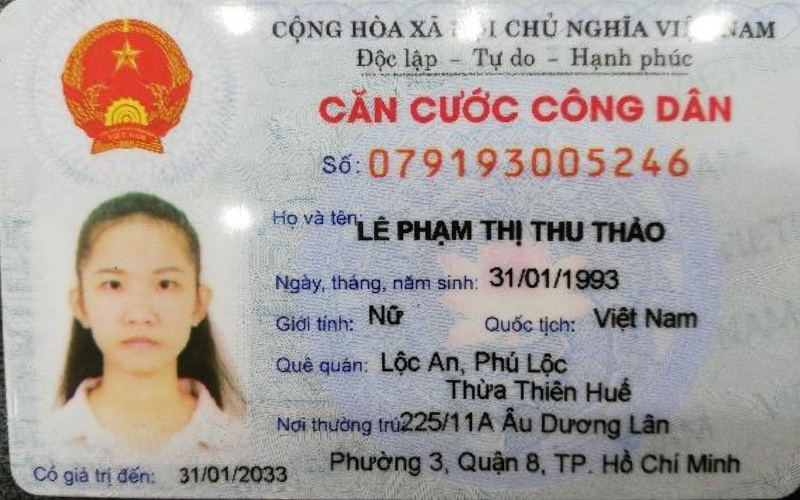 CỘNG HÒA XÃ HỘI CHỦ NGHĨA VIỆT NAM
Độc lập - Tự do - Hạnh phúc
CĂN CƯỚC CÔNG DÂN
Số: 079193005246
Họ và tên: LÊ PHẠM THỊ THU THẢO
Ngày, tháng, năm sinh: 31/01/1993
Giới tính: Nữ Quốc tịch: Việt Nam
Quê quán: Lộc An, Phú Lộc
Thừa Thiên Huế
Nơi thường trú: 225/11A Âu Dương Lân
Phường 3, Quận 8, TP. Hồ Chí Minh
Có giá trị đến: 31/01/2033